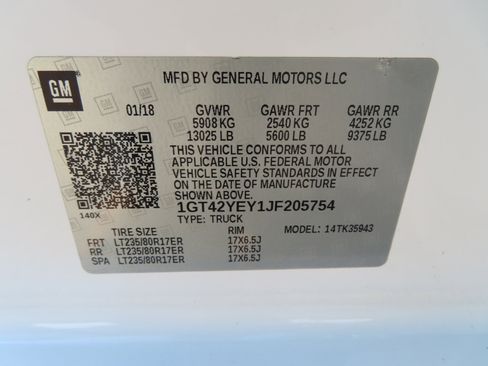 GM
MFD BY GENERAL MOTORS LLC
01/18 GVWR GAWR FRT GAWR RR
5908 KG 2540 KG 4252 KG
13025 LB 5600 LB 9375 LB
THIS VEHICLE CONFORMS TO ALL
APPLICABLE U.S. FEDERAL MOTOR
VEHICLE SAFETY STANDARDS IN EFFECT
ON THE DATE OF MANUFACTURE
SHOWN ABOVE.
1GT42YEY1JF205754
140X TYPE: TRUCK MODEL: 14TK35943
TIRE SIZE RIM
FRT LT235/80R17ER 17X6.5J
RR LT235/80R17ER 17X6.5J
SPA LT235/80R17ER 17X6.5J